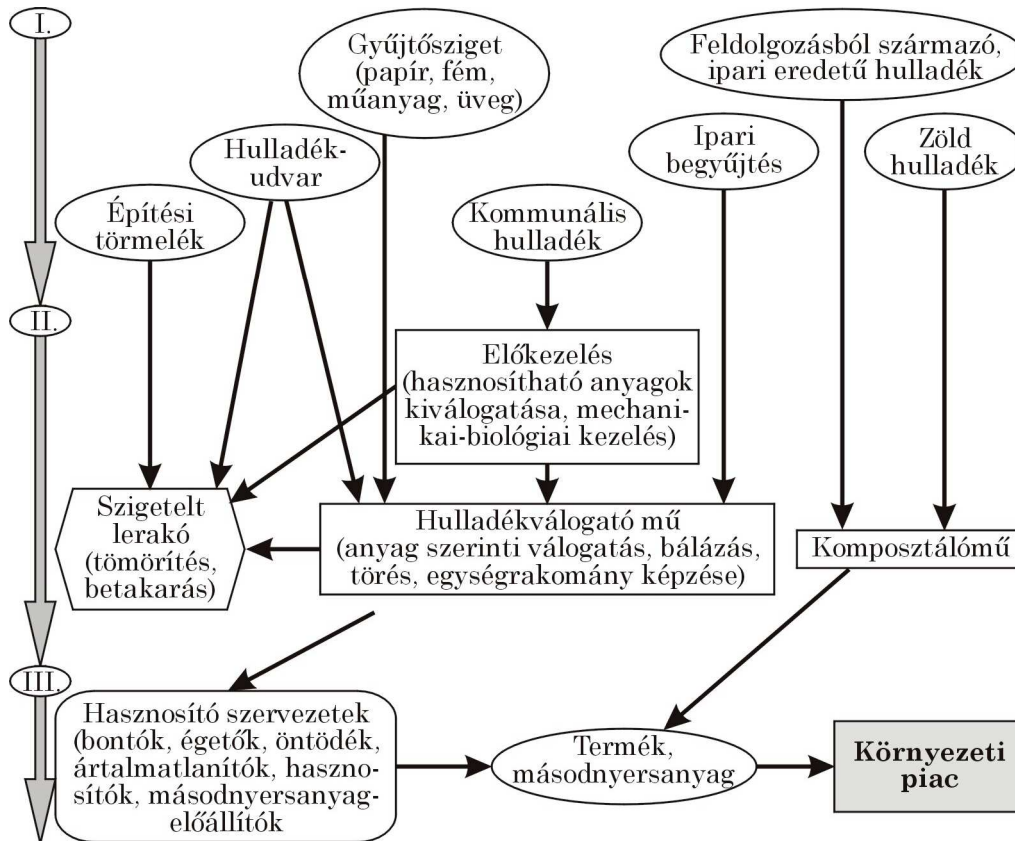 I.
Gyűjtősziget
(papír, fém,
műanyag, üveg)
Feldolgozásból származó,
ipari eredetű hulladék
Hulladék-
udvar
Ipari
begyűjtés
Zöld
hulladék
Építési
törmelék
Kommunális
hulladék
II.
Előkezelés
(hasznosítható anyagok
kiválogatása, mechani-
kai-biológiai kezelés)
Szigetelt
lerakó
(tömörítés,
betakarás)
Hulladékválogató mű
(anyag szerinti válogatás, bálázás,
törés, egységrakomány képzése)
Komposztálómű
III.
Hasznosító szervezetek
(bontók, égetők, öntödék,
ártalmatlanítók, haszno-
sítók, másodnyersanyag-
előállítók
Termék,
másodnyersanyag
Környezeti
piac